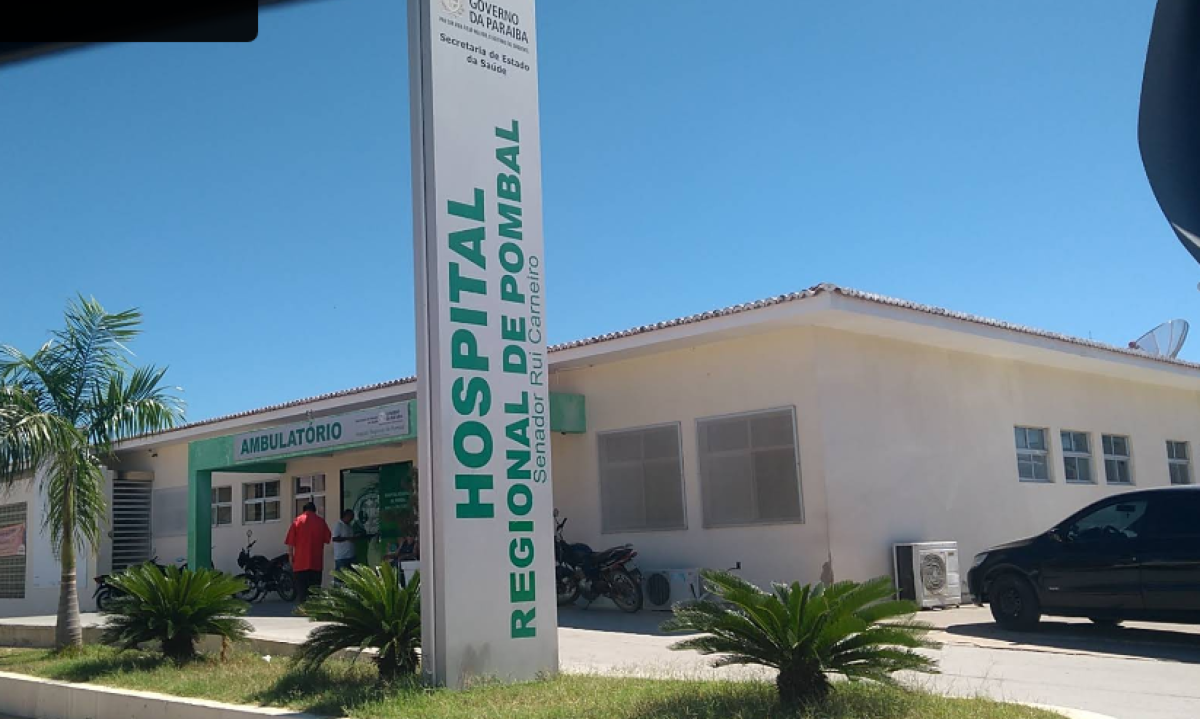 GOVERNO
DA PARAÍBA
Secretaria de Estado
da Saúde
HOSPITAL
REGIONAL DE POMBAL
Senador Rui Carneiro
AMBULATÓRIO